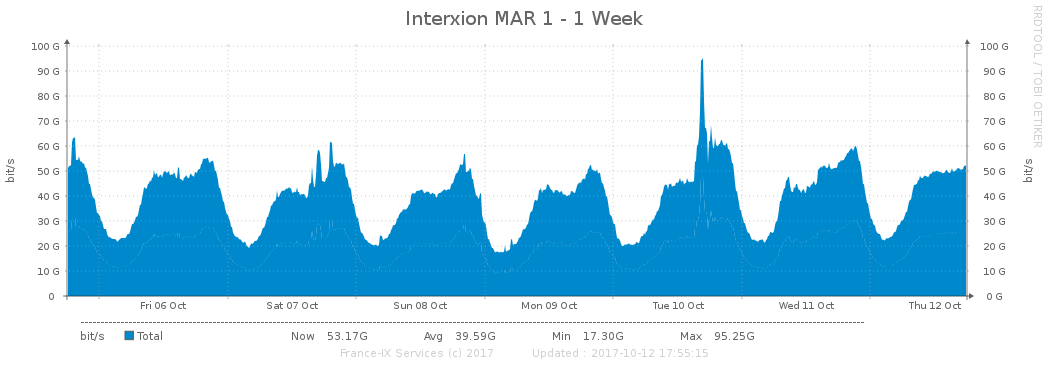 Interxion MAR 1 - 1 Week
RRDTOOL / TOBI OETIKER
bit/s
100 G
90 G
80 G
70 G
60 G
50 G
40 G
30 G
20 G
10 G
0
100 G
90 G
80 G
70 G
60 G
50 G
40 G
30 G
20 G
10 G
0 G
bit/s
Fri 06 Oct Sat 07 Oct Sun 08 Oct Mon 09 Oct Tue 10 Oct Wed 11 Oct Thu 12 Oct
bit/s Total Now 53.17G Avg 39.59G Min 17.30G Max 95.25G
France-IX Services (c) 2017 Updated : 2017-10-12 17:55:15